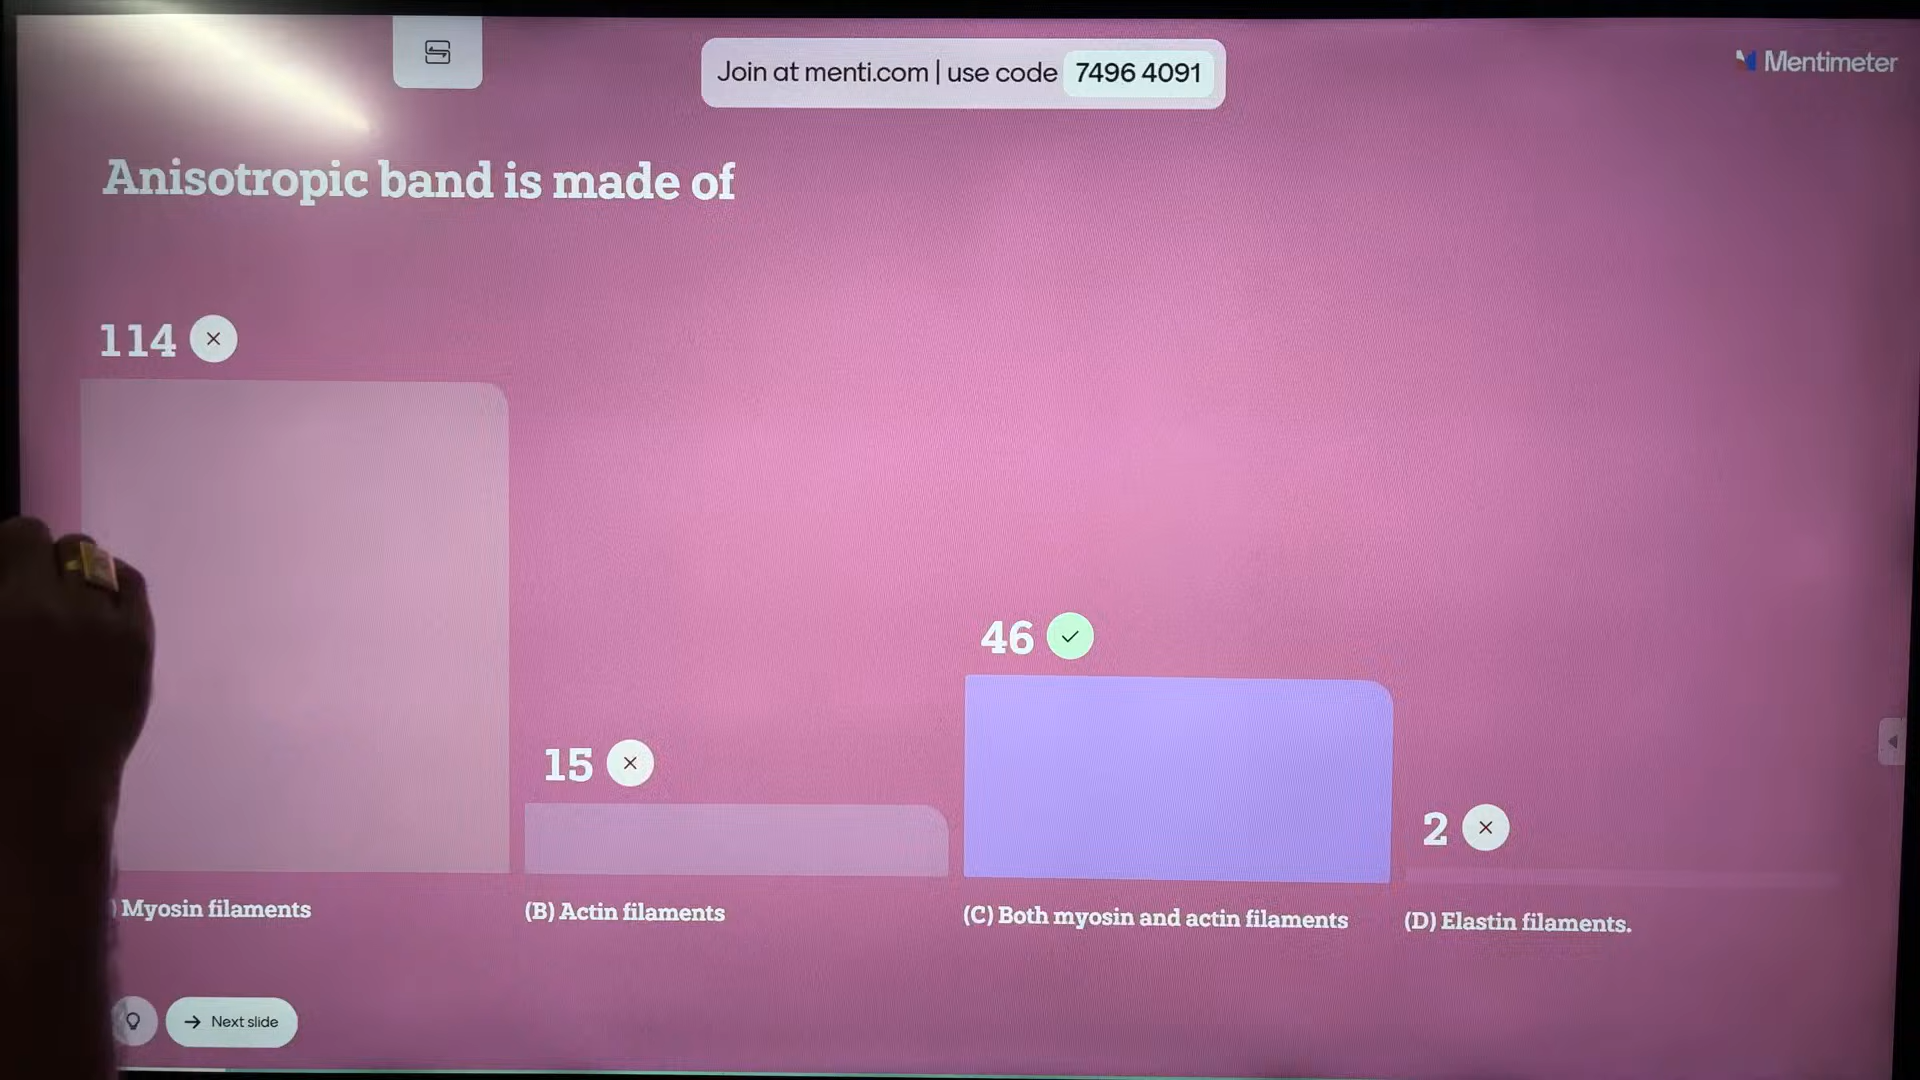 Join at menti.com | use code 7496 4091
Mentimeter
Anisotropic band is made of
114
46
15
2
) Myosin filaments
(B) Actin filaments
(C) Both myosin and actin filaments
(D) Elastin filaments.
Next slide